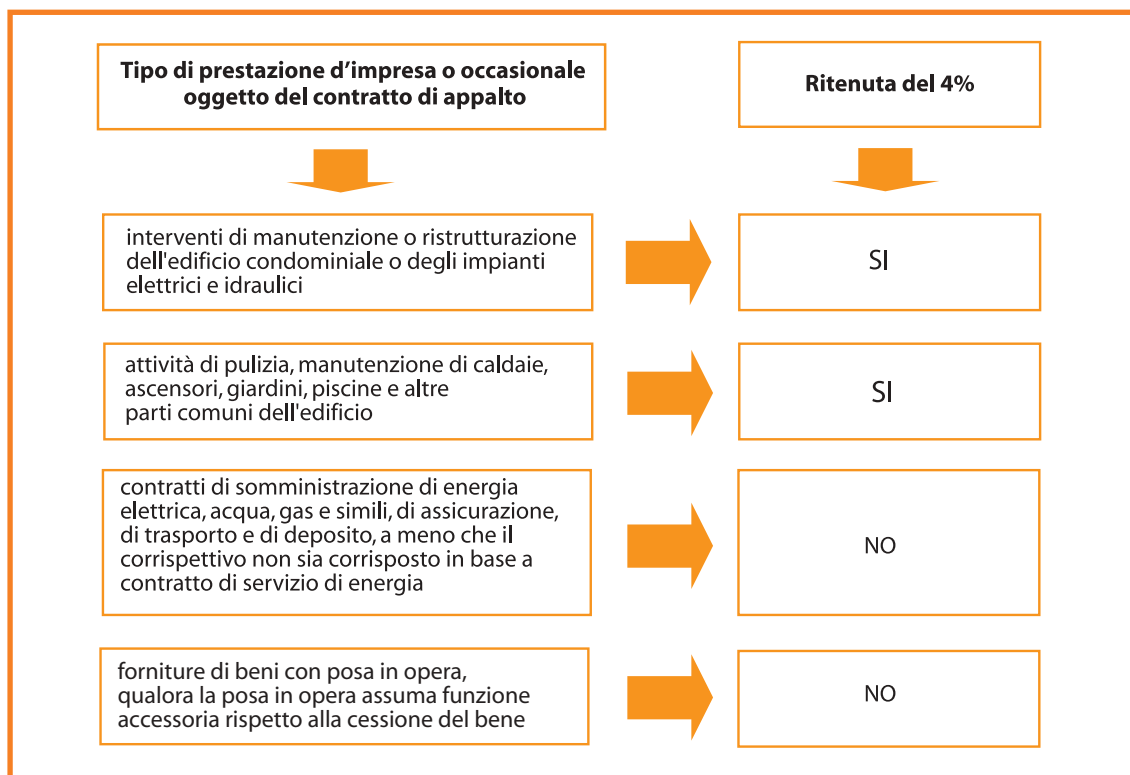 Tipo di prestazione d’impresa o occasionale
oggetto del contratto di appalto
Ritenuta del 4%
interventi di manutenzione o ristrutturazione
dell'edificio condominiale o degli impianti
elettrici e idraulici
SI
attività di pulizia, manutenzione di caldaie,
ascensori, giardini, piscine e altre
parti comuni dell'edificio
SI
contratti di somministrazione di energia
elettrica, acqua, gas e simili, di assicurazione,
di trasporto e di deposito, a meno che il
corrispettivo non sia corrisposto in base a
contratto di servizio di energia
NO
forniture di beni con posa in opera,
qualora la posa in opera assuma funzione
accessoria rispetto alla cessione del bene
NO